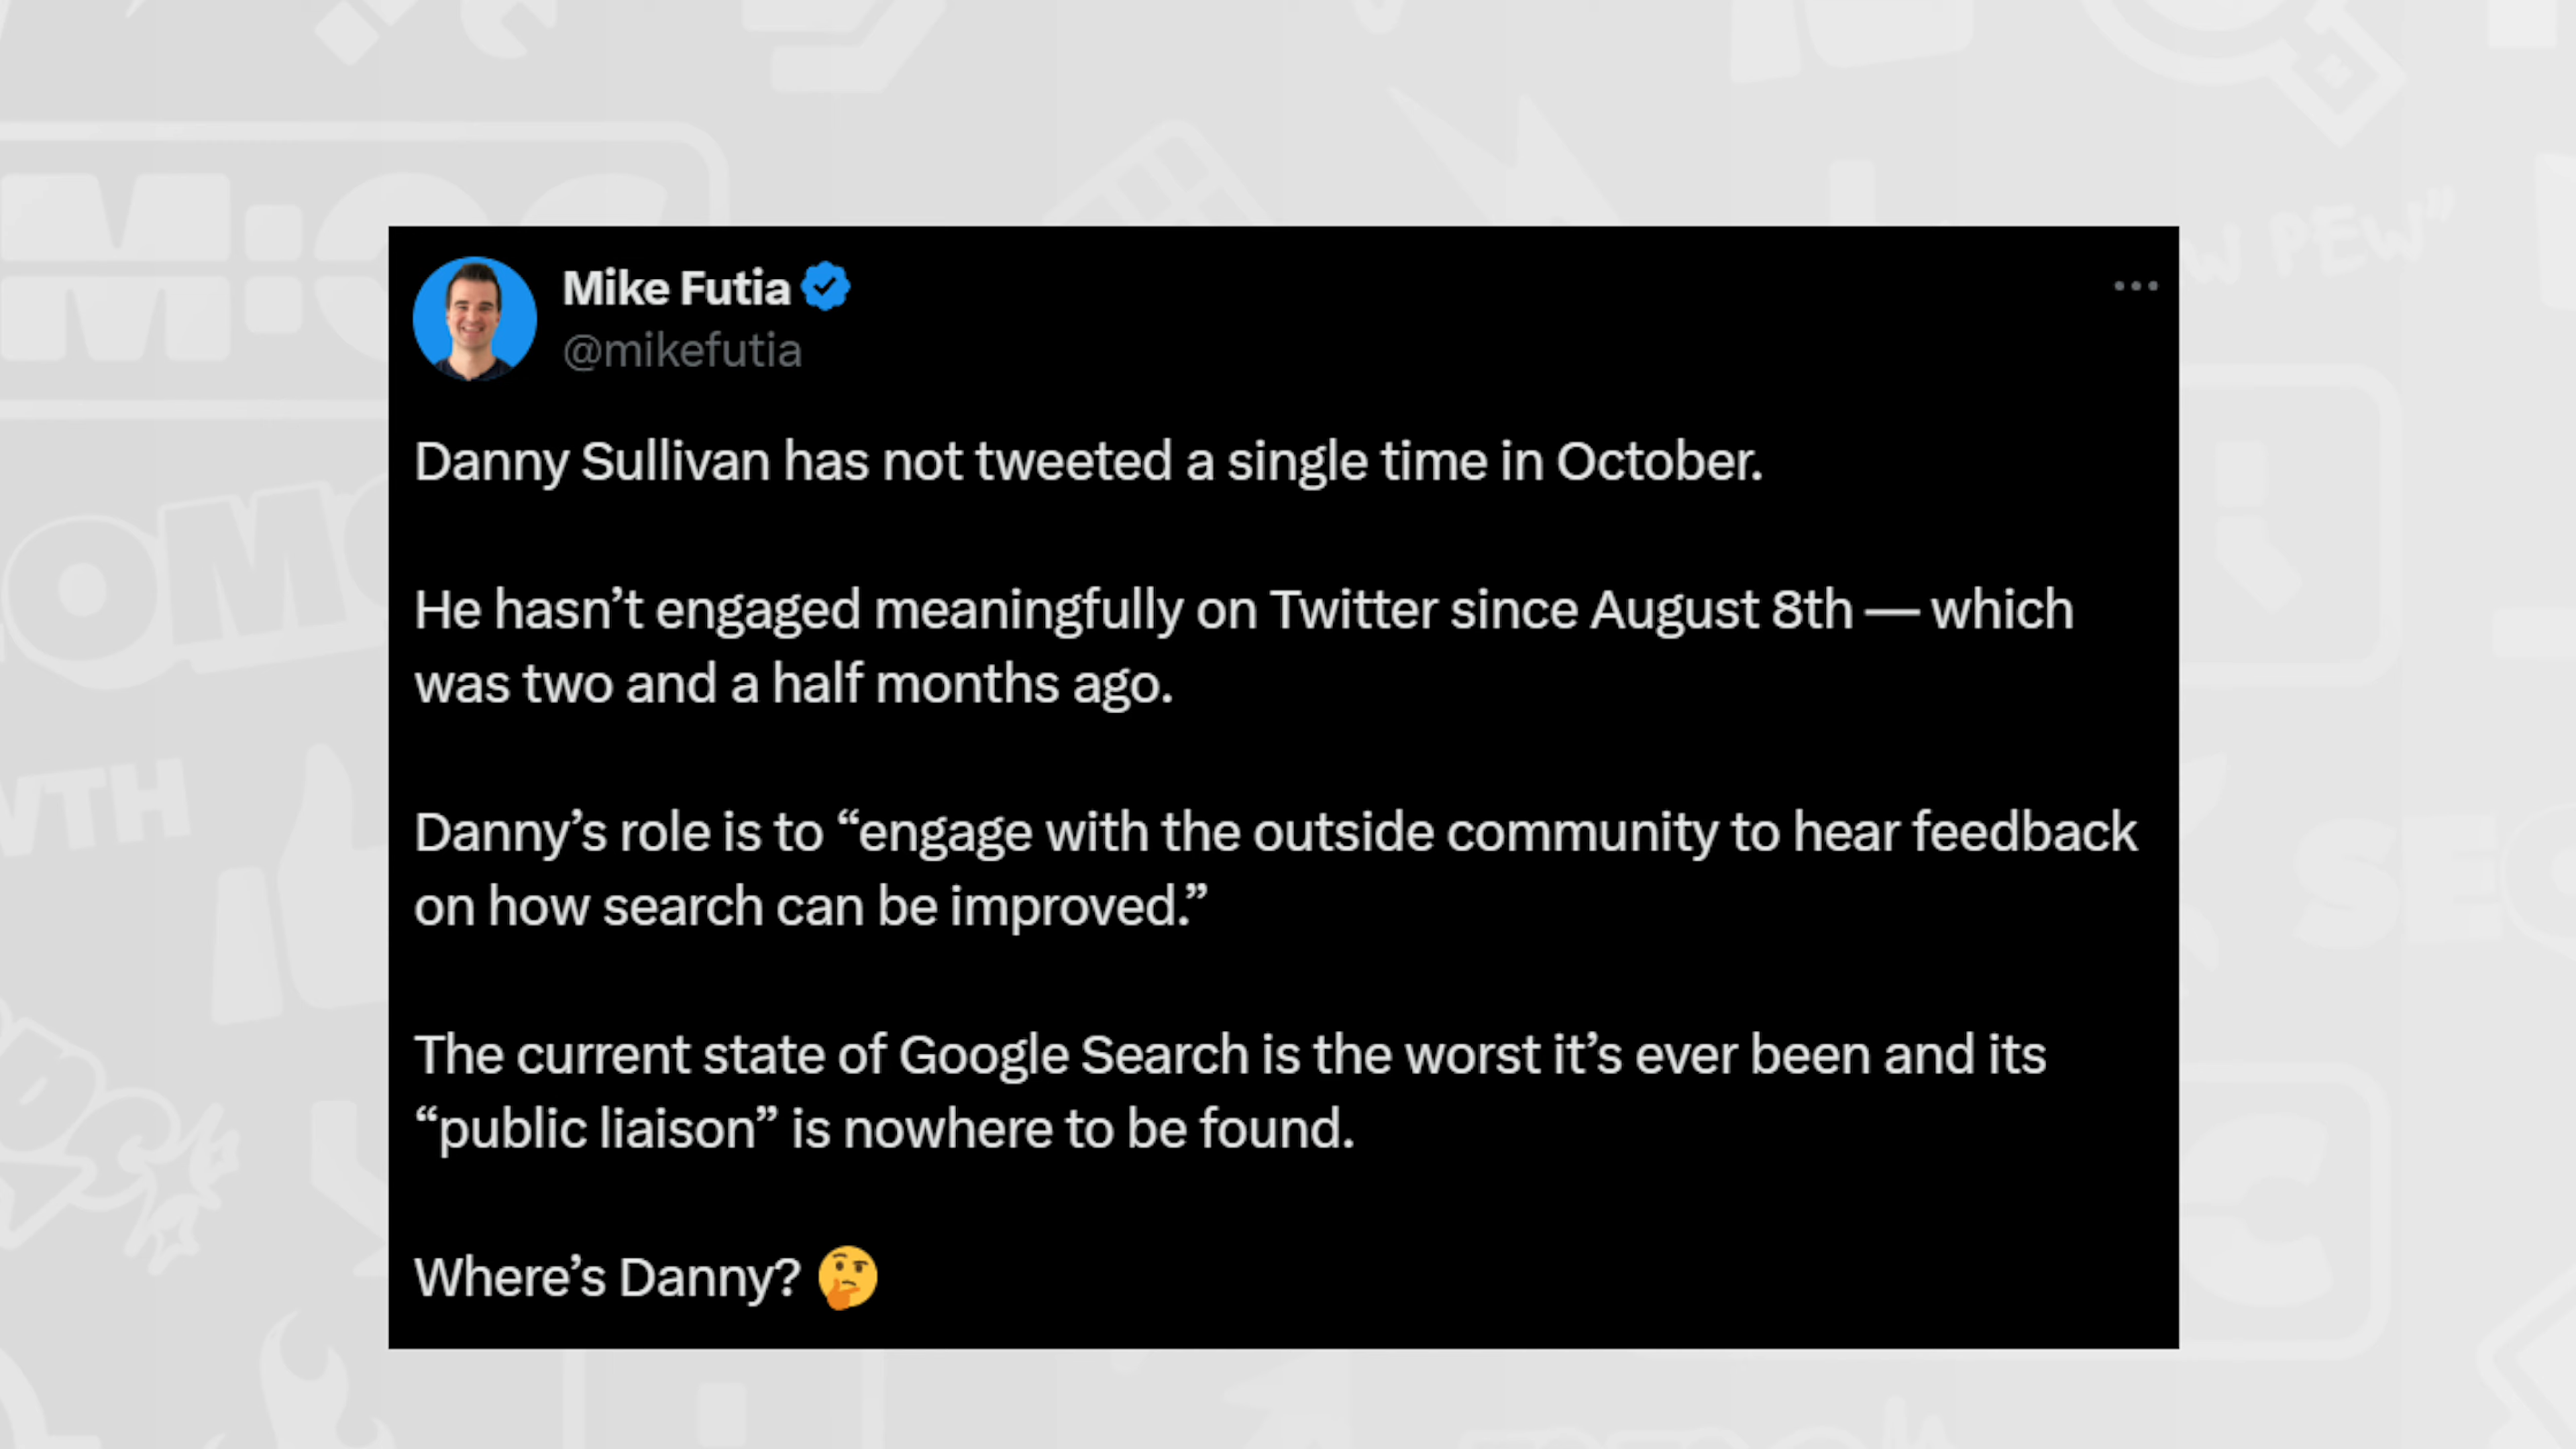 Mike Futia
@mikefutia
Danny Sullivan has not tweeted a single time in October.
He hasn’t engaged meaningfully on Twitter since August 8th — which
was two and a half months ago.
Danny’s role is to “engage with the outside community to hear feedback
on how search can be improved.”
The current state of Google Search is the worst it’s ever been and its
“public liaison” is nowhere to be found.
Where’s Danny? 🤔
PEW”
WTH